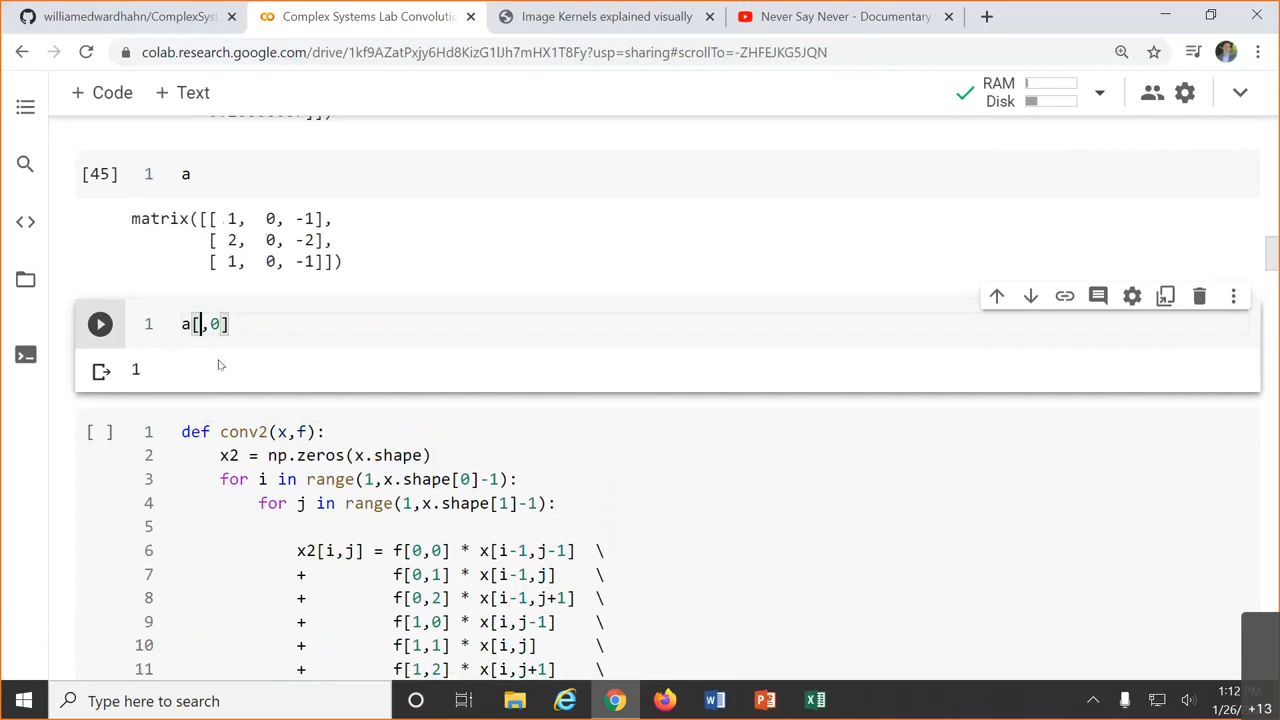 williamedwardhahn/ComplexSyst
Complex Systems Lab Convolutio
Image Kernels explained visually
Never Say Never - Documentary
colab.research.google.com/drive/1kf9AZatPxjy6Hd8KizG1lJh7mHX1T8Fy?usp=sharing#scrollTo=-ZHFEJKG5JQN
+ Code + Text
RAM
Disk
[45] 1 a
matrix([[ 1, 0, -1],
[ 2, 0, -2],
[ 1, 0, -1]])
1 a[,0]
1
[ ] 1 def conv2(x,f):
2 x2 = np.zeros(x.shape)
3 for i in range(1,x.shape[0]-1):
4 for j in range(1,x.shape[1]-1):
5
6 x2[i,j] = f[0,0] * x[i-1,j-1] \
7 + f[0,1] * x[i-1,j] \
8 + f[0,2] * x[i-1,j+1] \
9 + f[1,0] * x[i,j-1] \
10 + f[1,1] * x[i,j] \
11 + f[1,2] * x[i,j+1] \
Type here to search
1:12
1/26/ +13